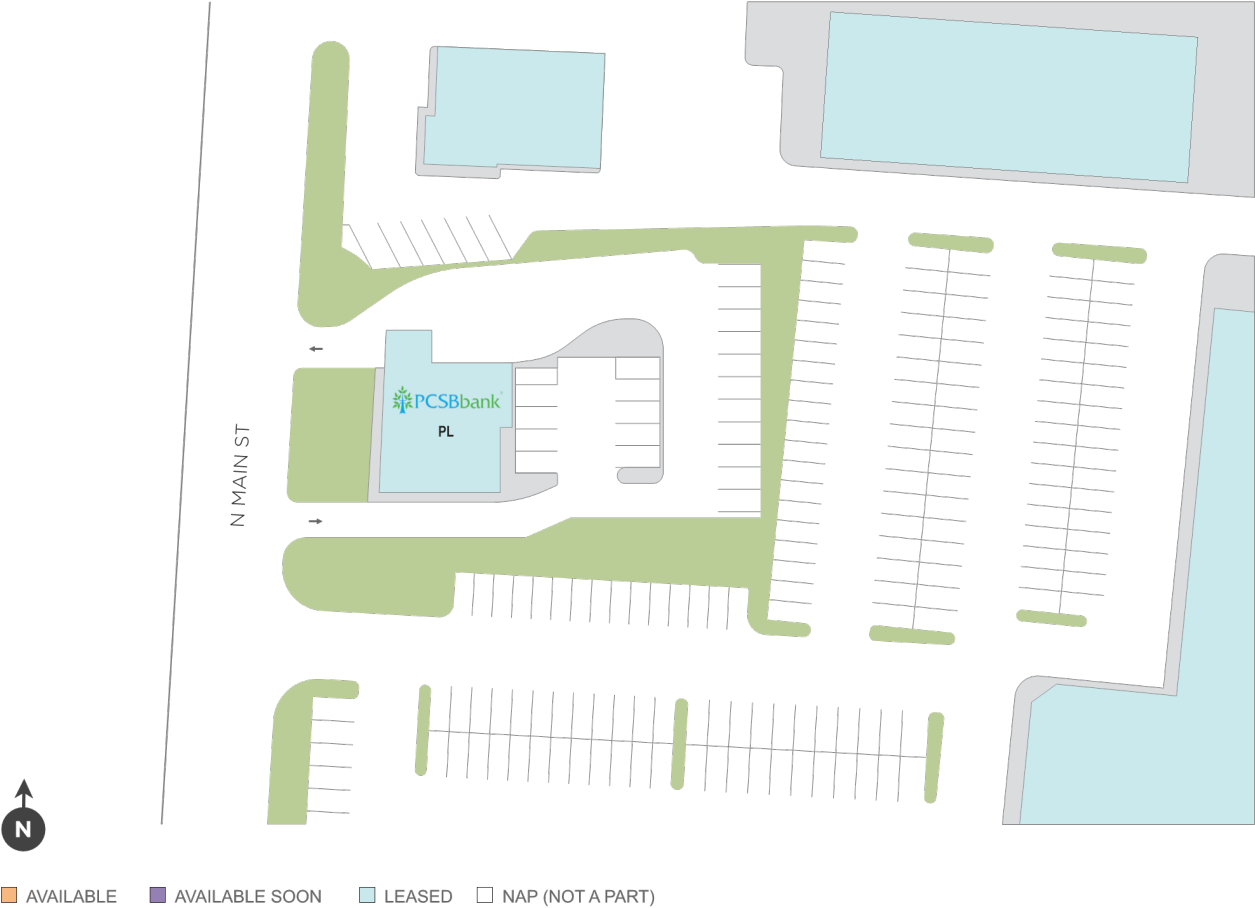 PCSBbank
PL
N MAIN ST
N
AVAILABLE
AVAILABLE SOON
LEASED
NAP (NOT A PART)